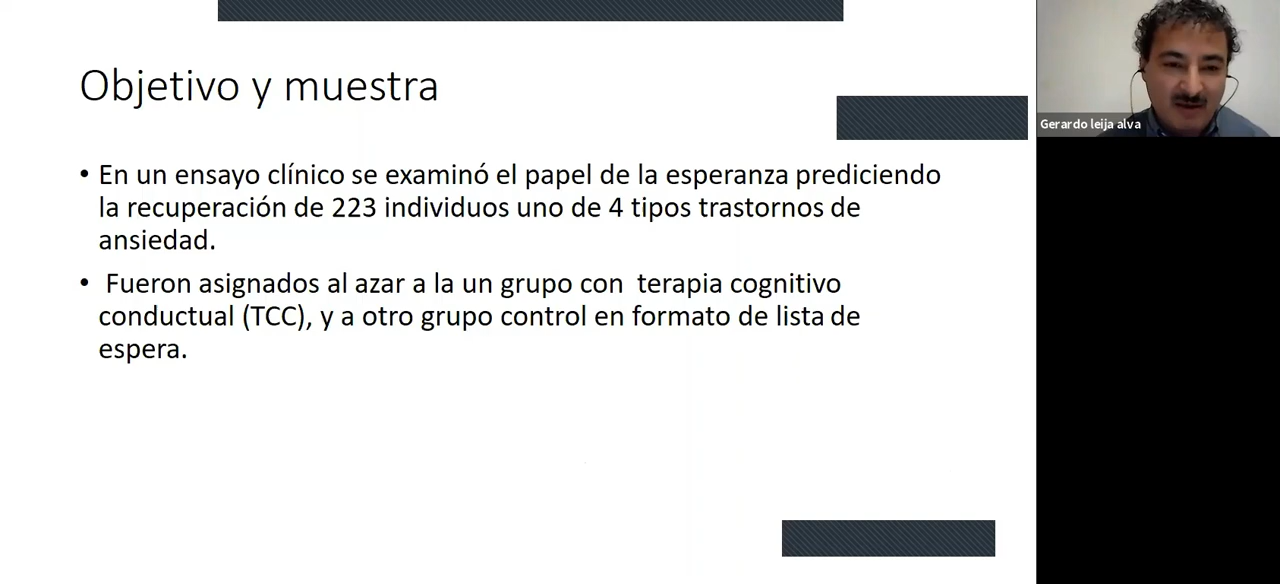 Objetivo y muestra
Gerardo leija alva
• En un ensayo clínico se examinó el papel de la esperanza prediciendo
la recuperación de 223 individuos uno de 4 tipos trastornos de
ansiedad.
• Fueron asignados al azar a la un grupo con terapia cognitivo
conductual (TCC), y a otro grupo control en formato de lista de
espera.